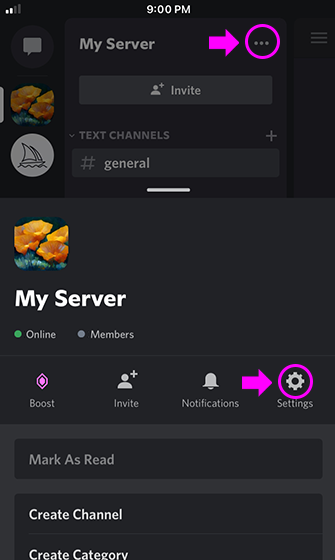 9:00 PM
My Server
Invite
TEXT CHANNELS
# general
My Server
Online Members
Boost Invite Notifications Settings
Mark As Read
Create Channel
Create Category